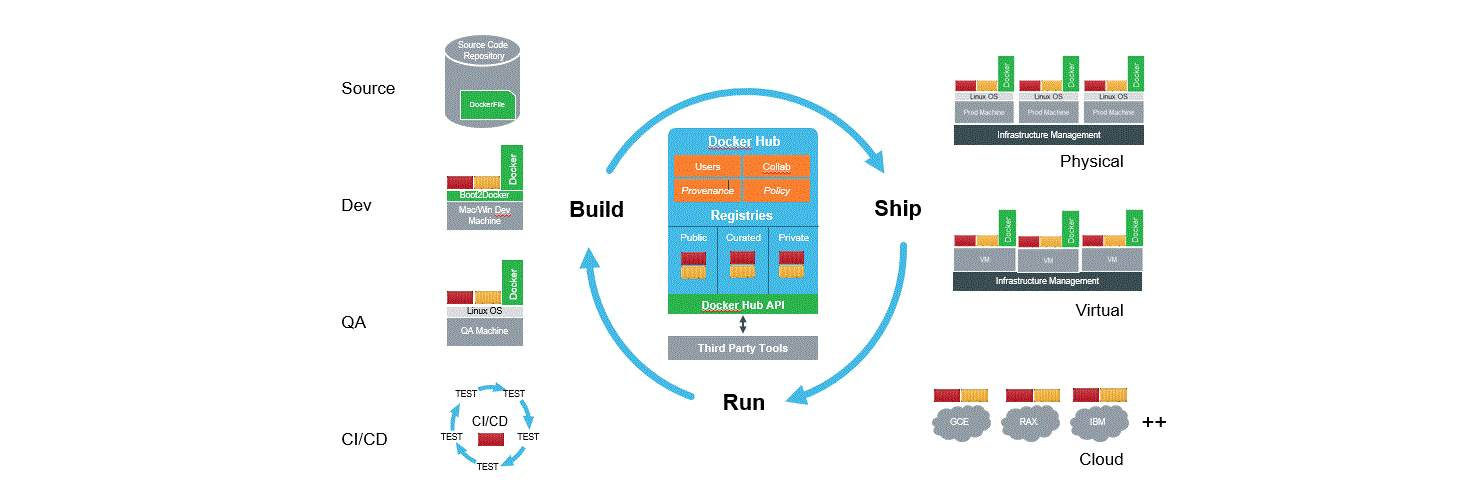 Source
Source Code
Repository
DockerFile
Dev
Docker
Boot2Docker
Mac/Win Dev
Machine
QA
Docker
Linux OS
QA Machine
CI/CD
TEST
TEST
TEST
TEST
TEST
CI/CD
Build
Ship
Run
Docker Hub
Users
Collab
Provenance
Policy
Registries
Public
Curated
Private
Docker Hub API
Third Party Tools
Docker
Docker
Docker
Linux OS
Linux OS
Linux OS
Prod Machine
Prod Machine
Prod Machine
Infrastructure Management
Physical
Docker
Docker
Docker
VM
VM
VM
Infrastructure Management
Virtual
GCE
RAX
IBM
++
Cloud